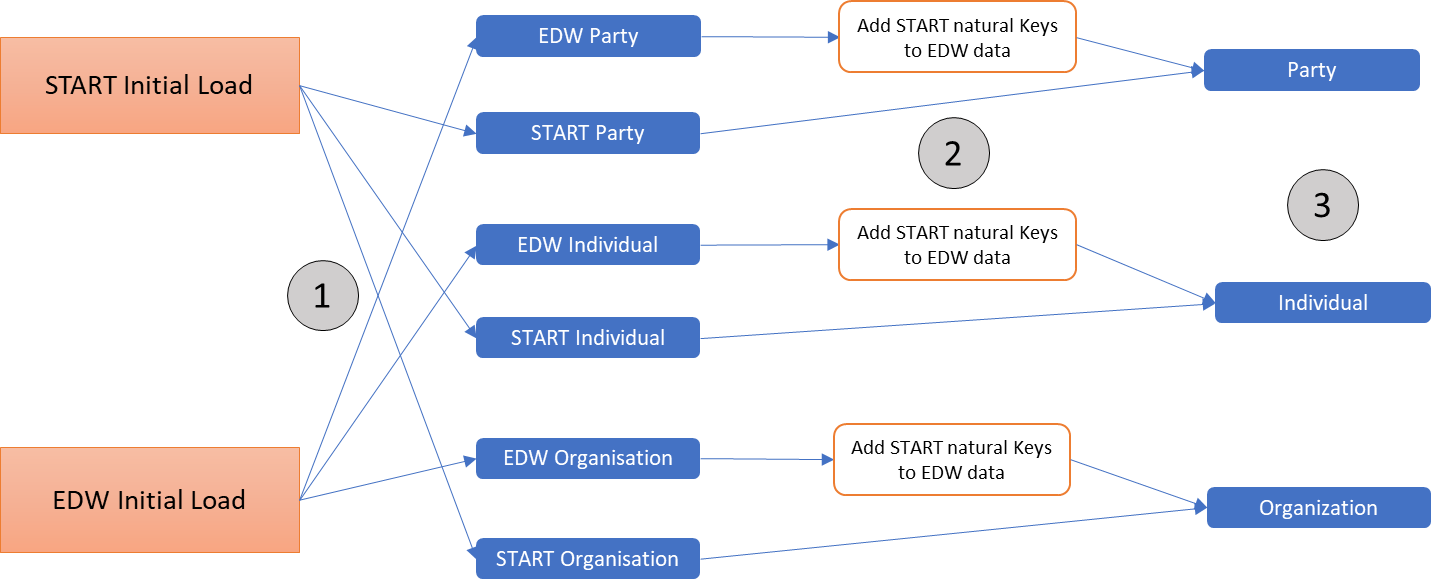 START Initial Load
EDW Initial Load
1
EDW Party
START Party
EDW Individual
START Individual
EDW Organisation
START Organisation
Add START natural Keys
to EDW data
2
Add START natural Keys
to EDW data
Add START natural Keys
to EDW data
Party
3
Individual
Organization